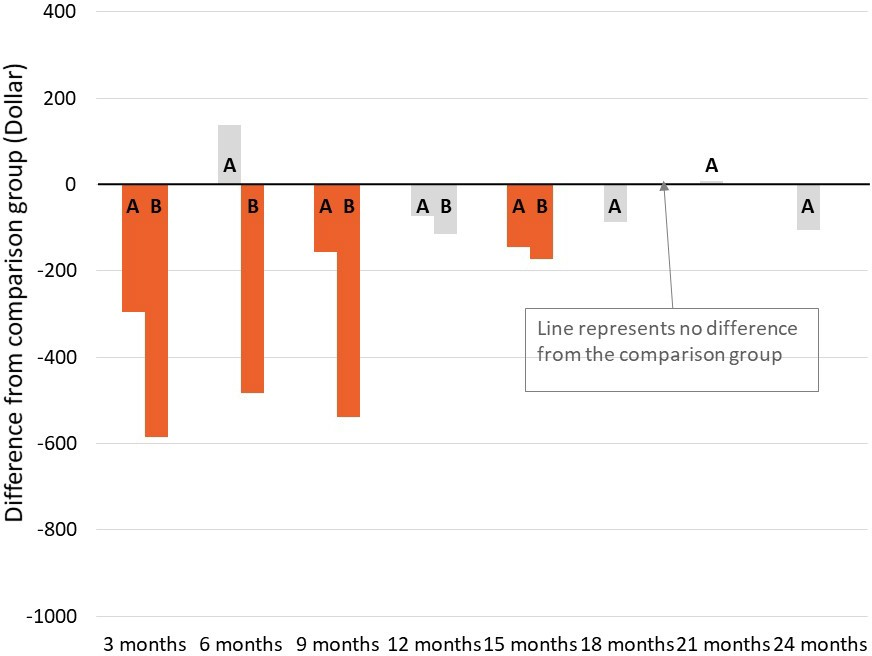 400
200
0
-200
-400
-600
-800
-1000
Difference from comparison group (Dollar)
A B
A
B
A B
A B
A B
A
A
A
Line represents no difference
from the comparison group
3 months 6 months 9 months 12 months 15 months 18 months 21 months 24 months